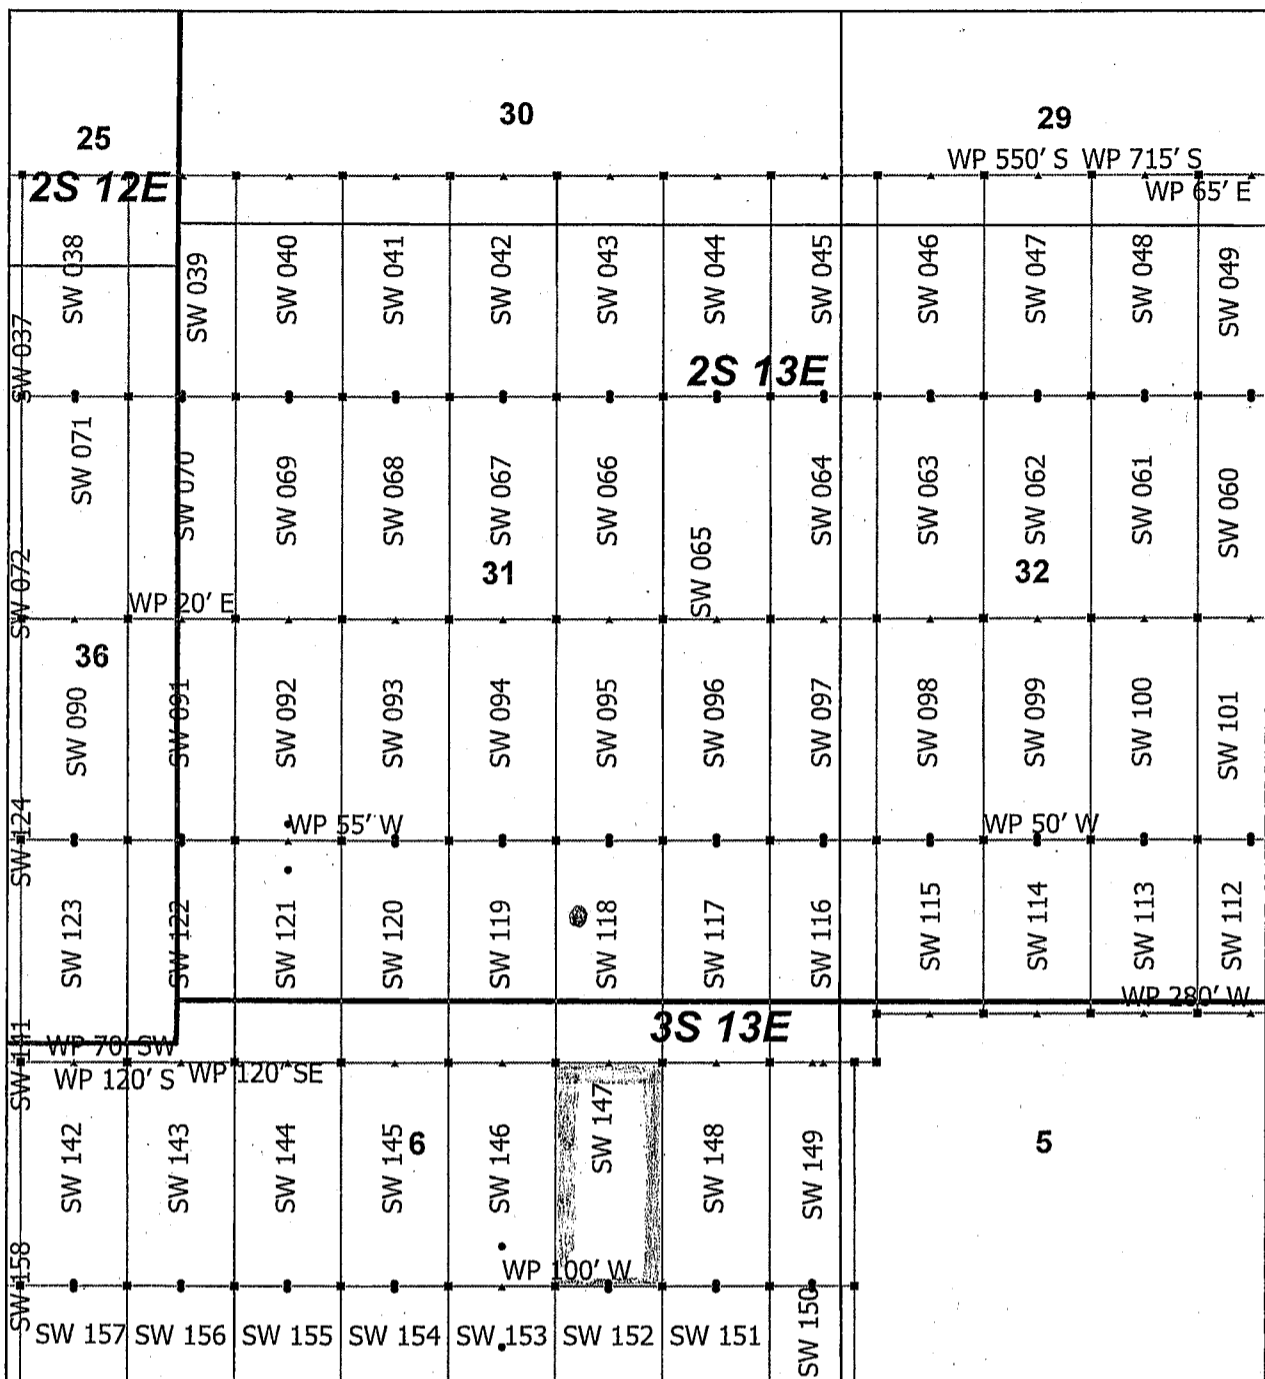 30
29
25
WP 550' S WP 715' S
2S 12E
WP 65' E
SW 038
SW 039
SW 040
SW 041
SW 042
SW 043
SW 044
SW 045
SW 046
SW 047
SW 048
SW 049
SW 037
2S 13E
SW 071
SW 070
SW 069
SW 068
SW 067
SW 066
SW 065
SW 064
SW 063
SW 062
SW 061
SW 060
SW 072
31
32
WP 20' E
36
SW 090
SW 091
SW 092
SW 093
SW 094
SW 095
SW 096
SW 097
SW 098
SW 099
SW 100
SW 101
SW 124
WP 55' W
WP 50' W
SW 123
SW 122
SW 121
SW 120
SW 119
SW 118
SW 117
SW 116
SW 115
SW 114
SW 113
SW 112
WP 280' W
3S 13E
SW 141
WP 70' SW
WP 120' S WP 120' SE
SW 142
SW 143
SW 144
SW 145
6
SW 146
SW 147
SW 148
SW 149
5
SW 158
WP 100' W
SW 157 SW 156 SW 155 SW 154 SW 153 SW 152 SW 151
SW 150